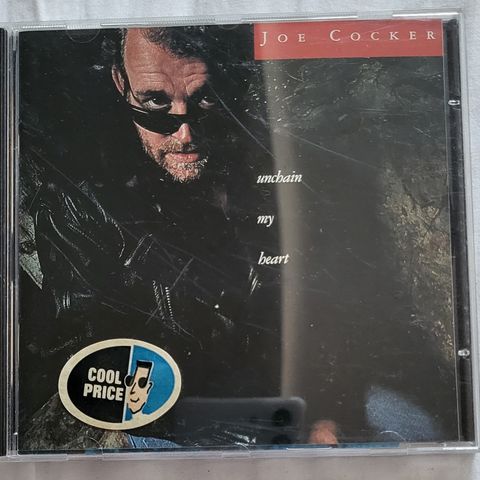 JOE COCKER
unchain
my
heart
COOL
PRICE